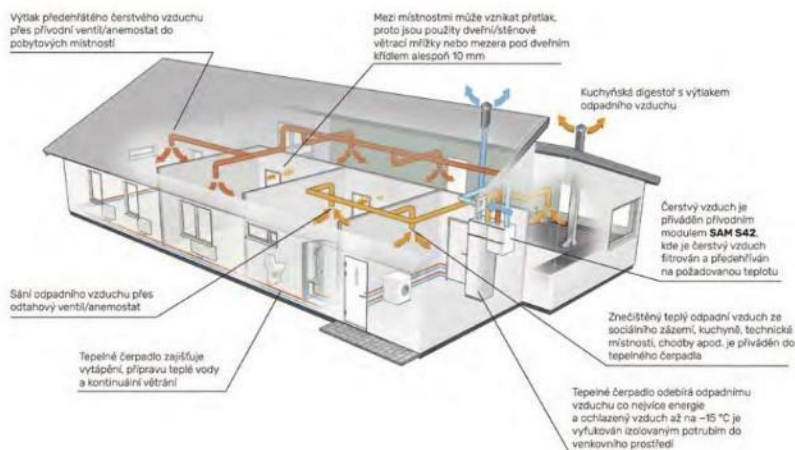 Výtlak předehřátého čerstvého vzduchu
přes přívodní ventil/anemostat do
pobytových místností
Mezi místnostmi může vznikat přetlak,
proto jsou použity dveřní/stěnové
větrací mřížky nebo mezera pod dveřním
křídlem alespoň 10 mm
Kuchyňská digestoř s výtlakem
odpadního vzduchu
Čerstvý vzduch je
přiváděn přívodním
modulem SAM S42,
kde je čerstvý vzduch
filtrován a předehříván
na požadovanou teplotu
Sání odpadního vzduchu přes
odtahový ventil/anemostat
Znečištěný teplý odpadní vzduch ze
sociálního zázemí, kuchyně, technické
místnosti, chodby apod. je přiváděn do
tepelného čerpadla
Tepelné čerpadlo zajišťuje
vytápění, přípravu teplé vody
a kontinuální větrání
Tepelné čerpadlo odebírá odpadnímu
vzduchu co nejvíce energie
a ochlazený vzduch až na −15 °C je
vyfukován izolovaným potrubím do
venkovního prostředí